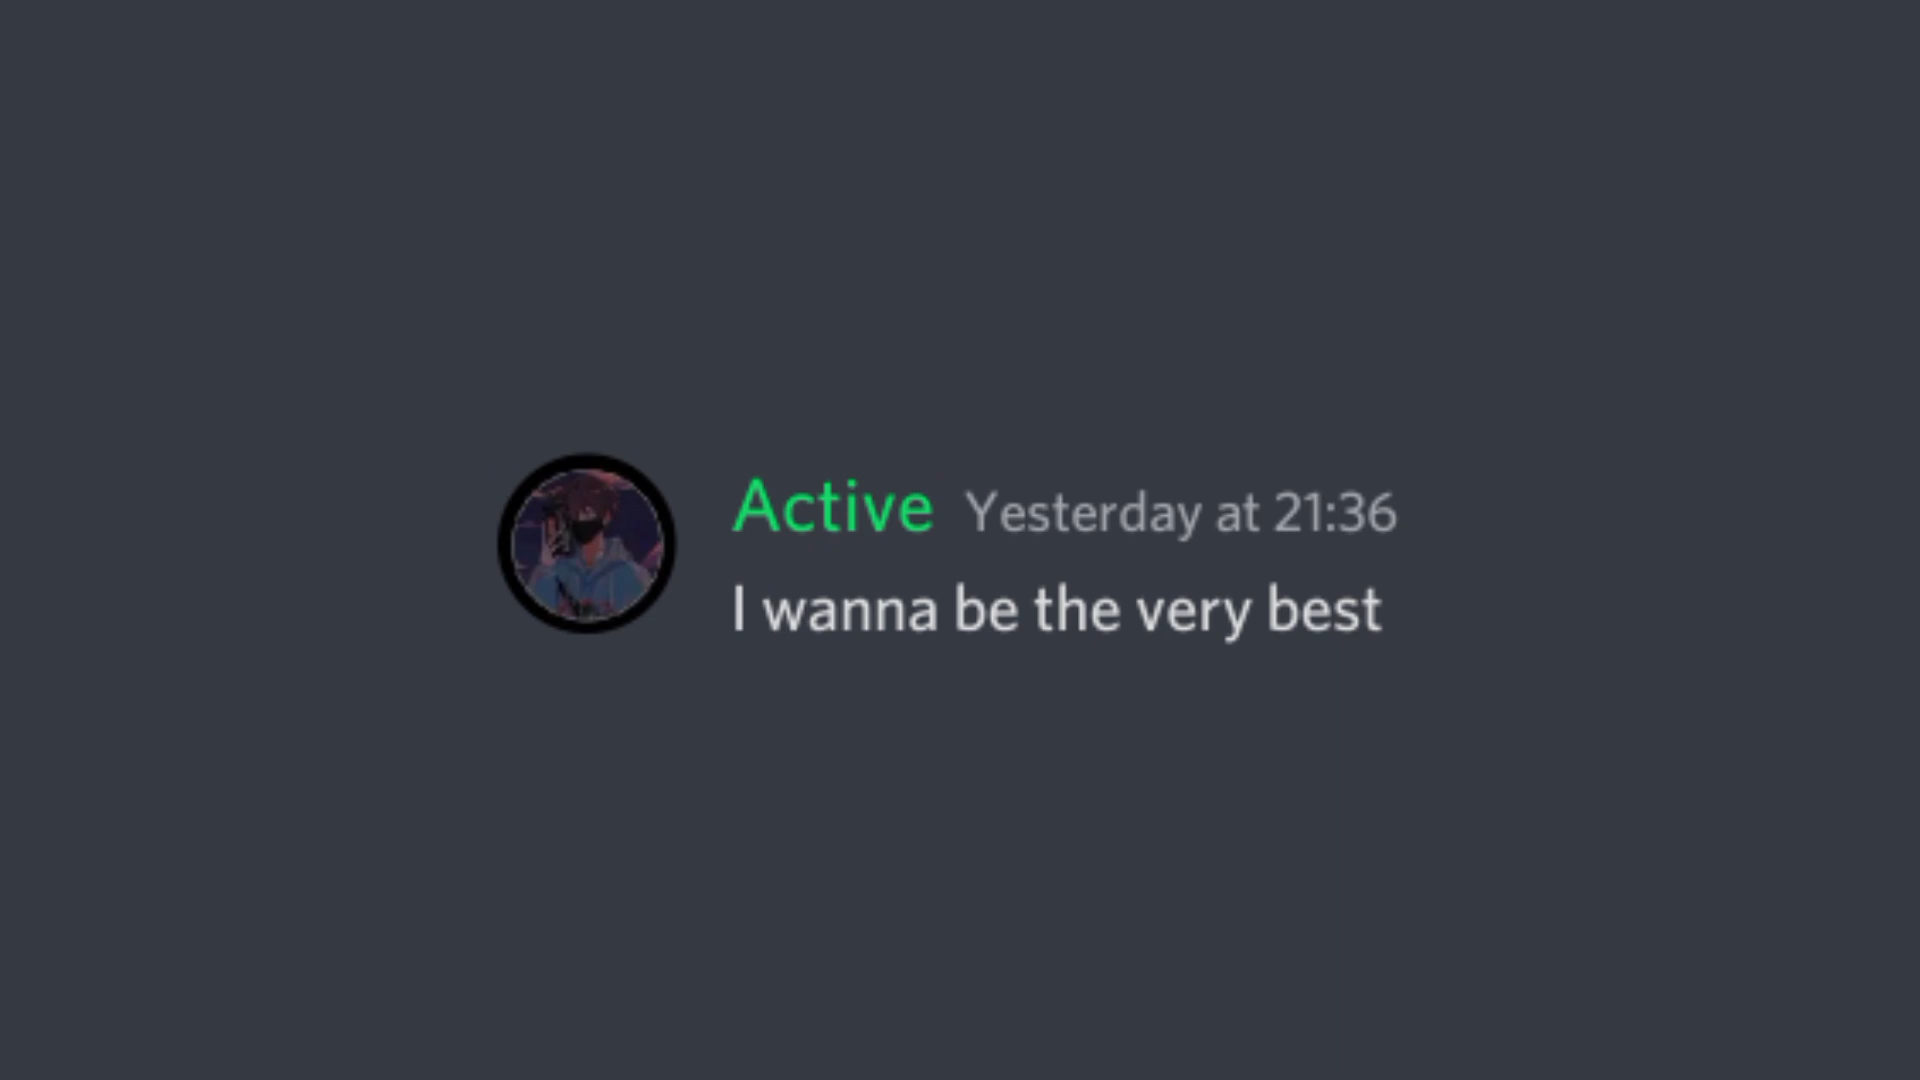 Active Yesterday at 21:36
I wanna be the very best